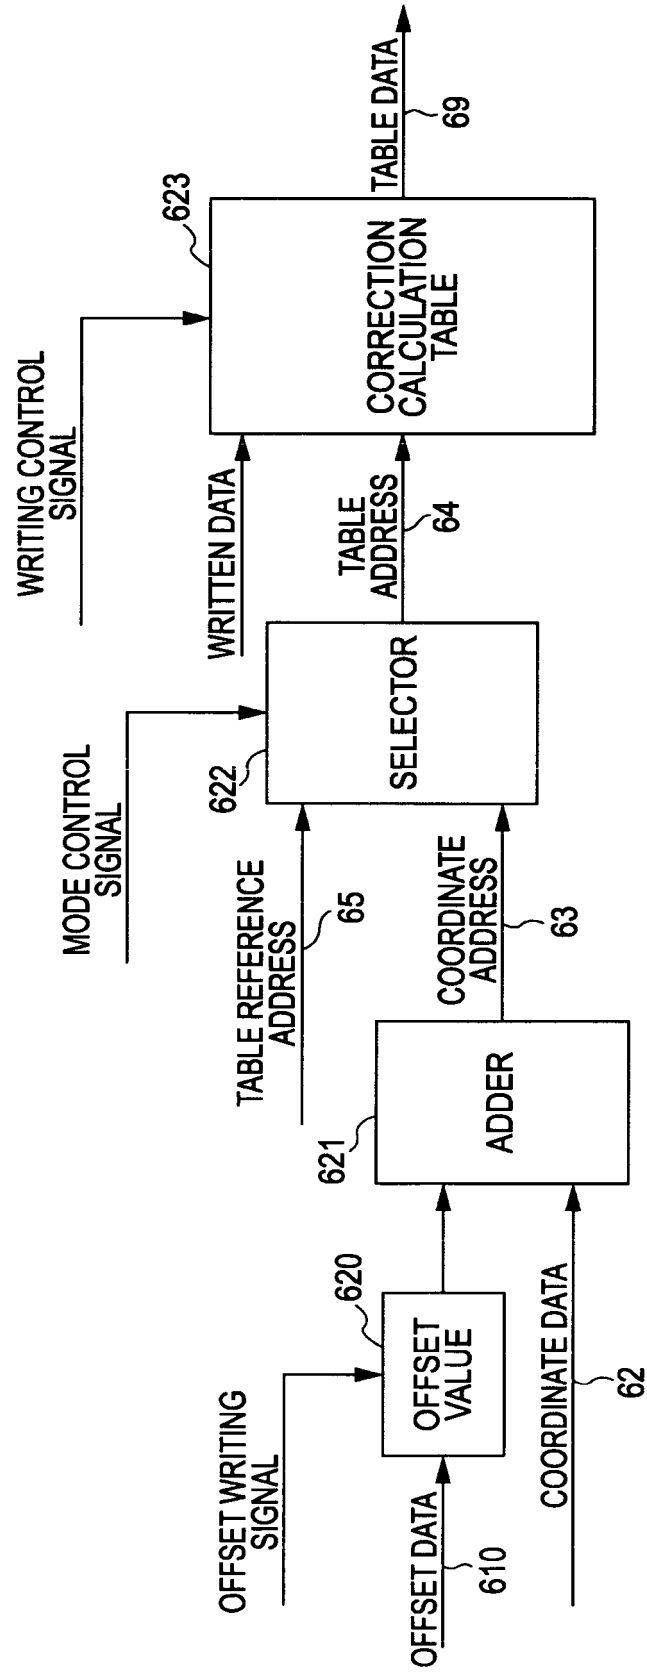 OFFSET WRITING
SIGNAL
OFFSET DATA
610
OFFSET
VALUE
620
COORDINATE DATA
62
621
ADDER
TABLE REFERENCE
ADDRESS
65
COORDINATE
ADDRESS
63
MODE CONTROL
SIGNAL
622
SELECTOR
WRITTEN DATA
TABLE
ADDRESS
64
WRITING CONTROL
SIGNAL
623
CORRECTION
CALCULATION
TABLE
TABLE DATA
69